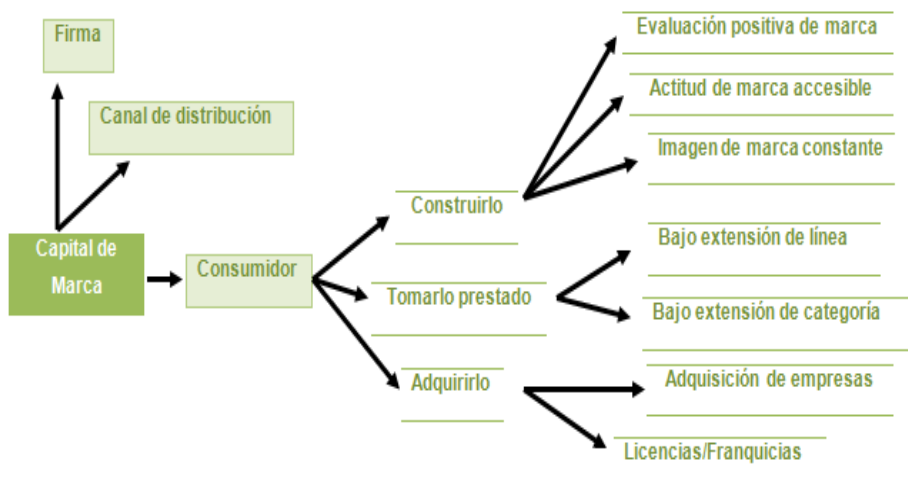 Firma
Canal de distribución
Capital de
Marca
Consumidor
Construirlo
Tomarlo prestado
Adquirirlo
Evaluación positiva de marca
Actitud de marca accesible
Imagen de marca constante
Bajo extensión de línea
Bajo extensión de categoría
Adquisición de empresas
Licencias/Franquicias